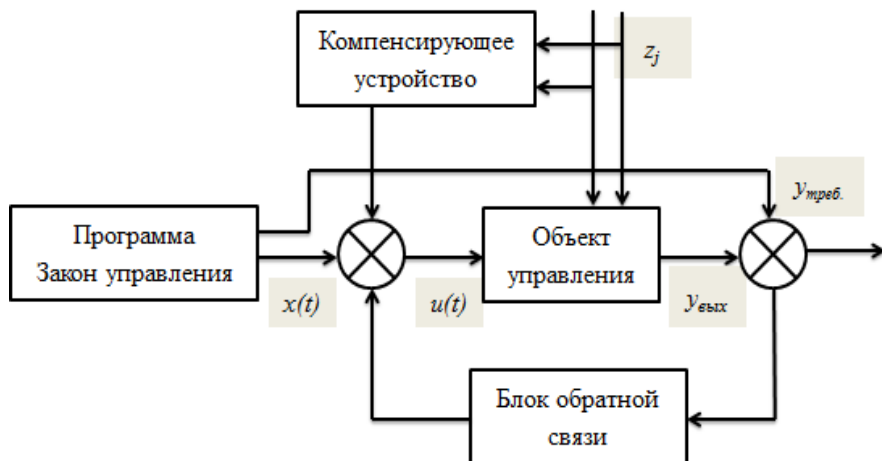 Компенсирующее
устройство
z_j
y_треб.
Программа
Закон управления
Объект
управления
x(t)
u(t)
y_вых
Блок обратной
связи